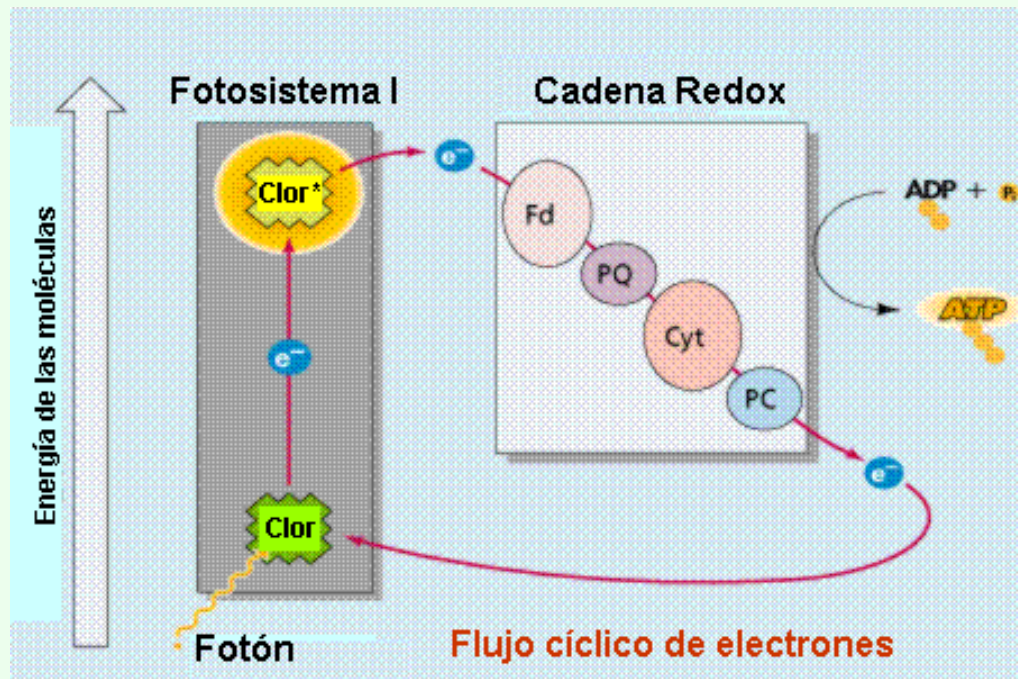 Fotosistema I
Cadena Redox
Energía de las moléculas
Clor*
e⁻
Fd
PQ
Cyt
PC
ADP + Pᵢ
ATP
e⁻
e⁻
Clor
Fotón
Flujo cíclico de electrones